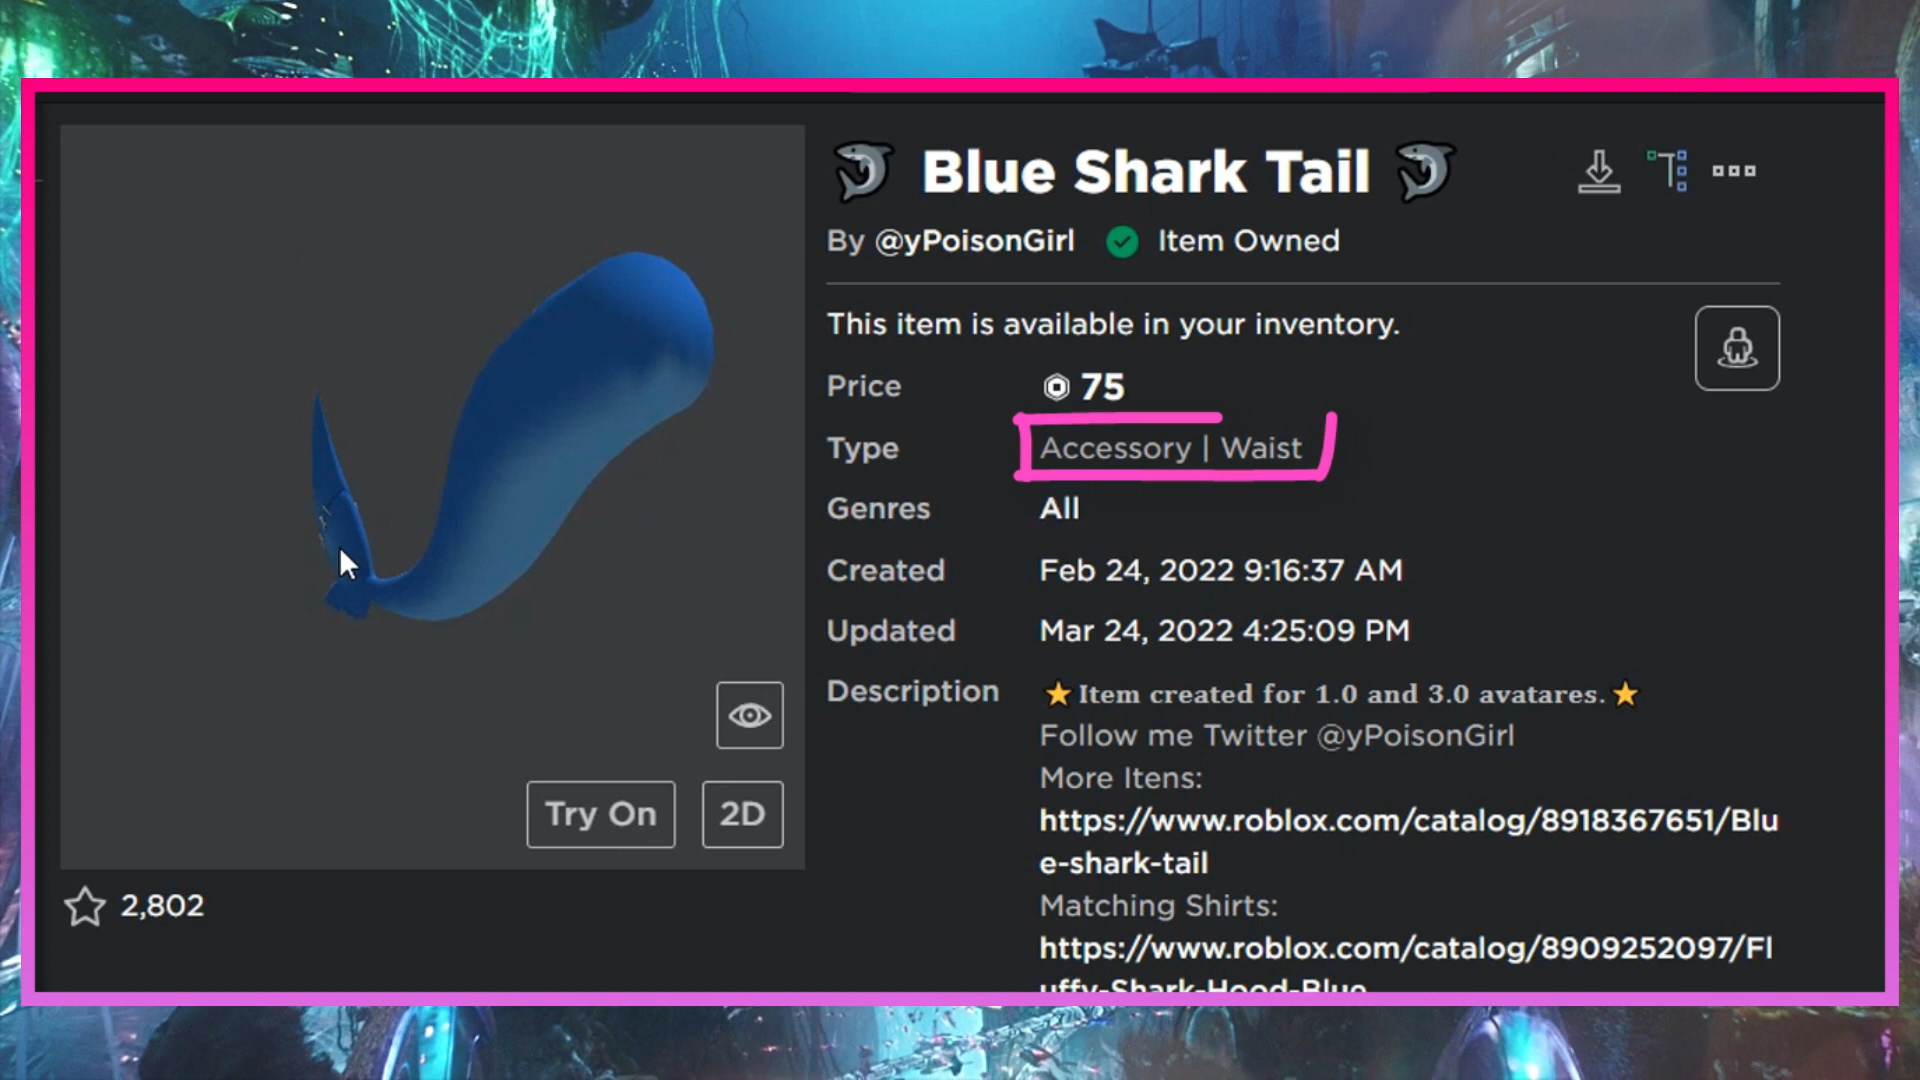 Blue Shark Tail
By @yPoisonGirl Item Owned
This item is available in your inventory.
Price 75
Type Accessory | Waist
Genres All
Created Feb 24, 2022 9:16:37 AM
Updated Mar 24, 2022 4:25:09 PM
Description ⭐Item created for 1.0 and 3.0 avatares.⭐
Follow me Twitter @yPoisonGirl
More Itens:
https://www.roblox.com/catalog/8918367651/Blu
e-shark-tail
Matching Shirts:
https://www.roblox.com/catalog/8909252097/Fl
uffy-Shark-Hood-Blue
Try On 2D
2,802